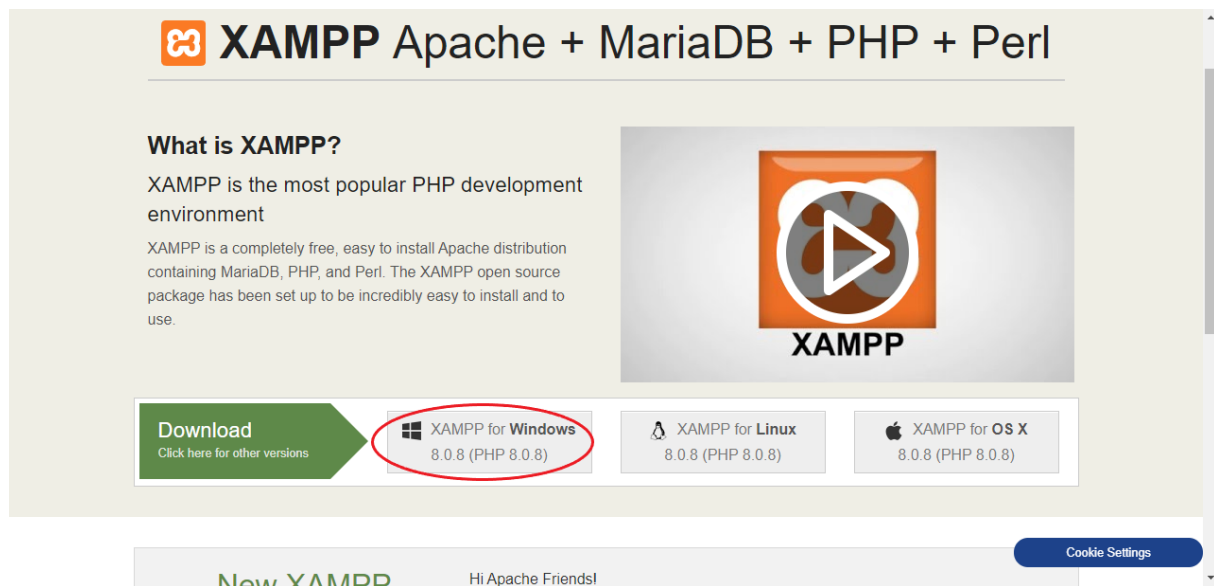 XAMPP Apache + MariaDB + PHP + Perl
What is XAMPP?
XAMPP is the most popular PHP development
environment
XAMPP is a completely free, easy to install Apache distribution
containing MariaDB, PHP, and Perl. The XAMPP open source
package has been set up to be incredibly easy to install and to
use.
XAMPP
Download
Click here for other versions
XAMPP for Windows
8.0.8 (PHP 8.0.8)
XAMPP for Linux
8.0.8 (PHP 8.0.8)
XAMPP for OS X
8.0.8 (PHP 8.0.8)
Cookie Settings
New XAMPP
Hi Apache Friends!